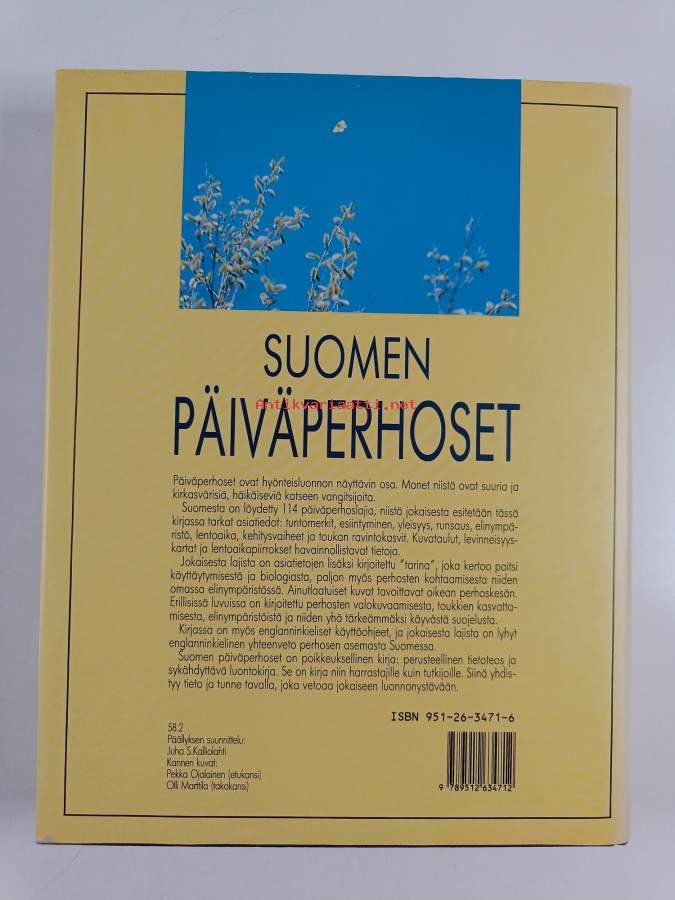 SUOMEN
Antikvariaatti.net
PÄIVÄPERHOSET
Päiväperhoset ovat hyönteisluonnon näyttävin osa. Monet niistä ovat suuria ja
kirkasvärisiä, häikäiseviä katseen vangitsijoita.
Suomesta on löydetty 114 päiväperhoslajia, niistä jokaisesta esitetään tässä
kirjassa tarkat asiatiedot: tuntomerkit, esiintyminen, yleisyys, runsaus, elinympä-
ristö, lentoaika, kehitysvaiheet ja toukan ravintokasvit. Kuvataulut, levinneisyys-
kartat ja lentoaikapiirrokset havainnollistavat tietoja.
Jokaisesta lajista on asiatietojen lisäksi kirjoitettu "tarina", joka kertoo paitsi
käyttäytymisestä ja biologiasta, paljon myös perhosten kohtaamisesta niiden
omassa elinympäristössä. Ainutlaatuiset kuvat tavoittavat oikean perhoskesän.
Erillisissä luvuissa on kirjoitettu perhosten valokuvaamisesta, toukkien kasvatta-
misesta, elinympäristöistä ja niiden yhä tärkeämmäksi käyvästä suojelusta.
Kirjassa on myös englanninkieliset käyttöohjeet, ja jokaisesta lajista on lyhyt
englanninkielinen yhteenveto perhosen asemasta Suomessa.
Suomen päiväperhoset on poikkeuksellinen kirja: perusteellinen tietoteos ja
sykähdyttävä luontokirja. Se on kirja niin harrastajille kuin tutkijoille. Siinä yhdis-
tyy tieto ja tunne tavalla, joka vetoaa jokaiseen luonnonystävään.
ISBN 951-26-3471-6
58.2
Päällyksen suunnittelu:
Juha S.Kalliolahti
Kannen kuvat:
Pekka Ojalainen (etukansi)
Olli Marttila (takakansi)
9 789512 634712